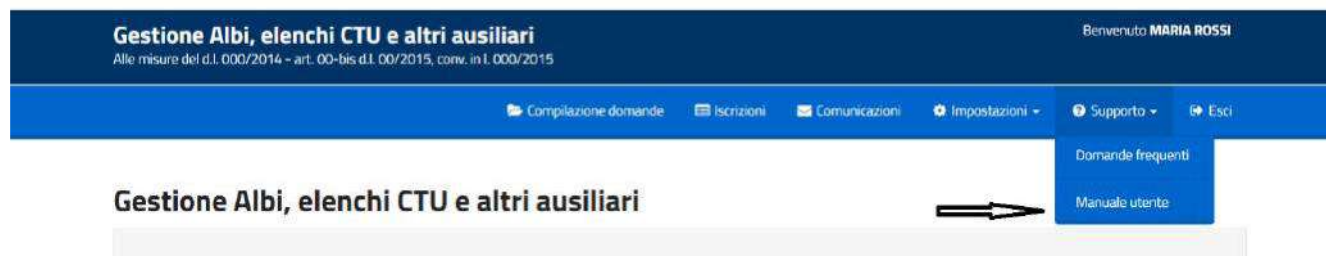 Gestione Albi, elenchi CTU e altri ausiliari
Benvenuto MARIA ROSSI
Alle misure del d.l. 000/2014 - art. 00-bis d.l. 00/2015, conv. in l. 000/2015
Compilazione domande Iscrizioni Comunicazioni Impostazioni Supporto Esci
Domande frequenti
Gestione Albi, elenchi CTU e altri ausiliari
Manuale utente